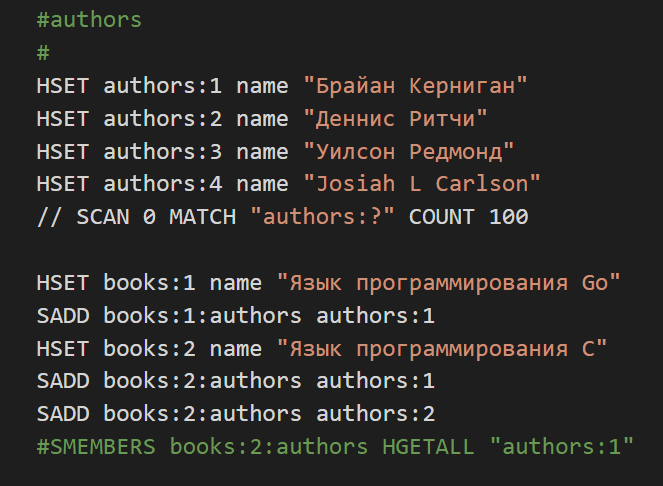 #authors
#
HSET authors:1 name "Брайан Керниган"
HSET authors:2 name "Деннис Ритчи"
HSET authors:3 name "Уилсон Редмонд"
HSET authors:4 name "Josiah L Carlson"
// SCAN 0 MATCH "authors:?" COUNT 100
HSET books:1 name "Язык программирования Go"
SADD books:1:authors authors:1
HSET books:2 name "Язык программирования C"
SADD books:2:authors authors:1
SADD books:2:authors authors:2
#SMEMBERS books:2:authors HGETALL "authors:1"